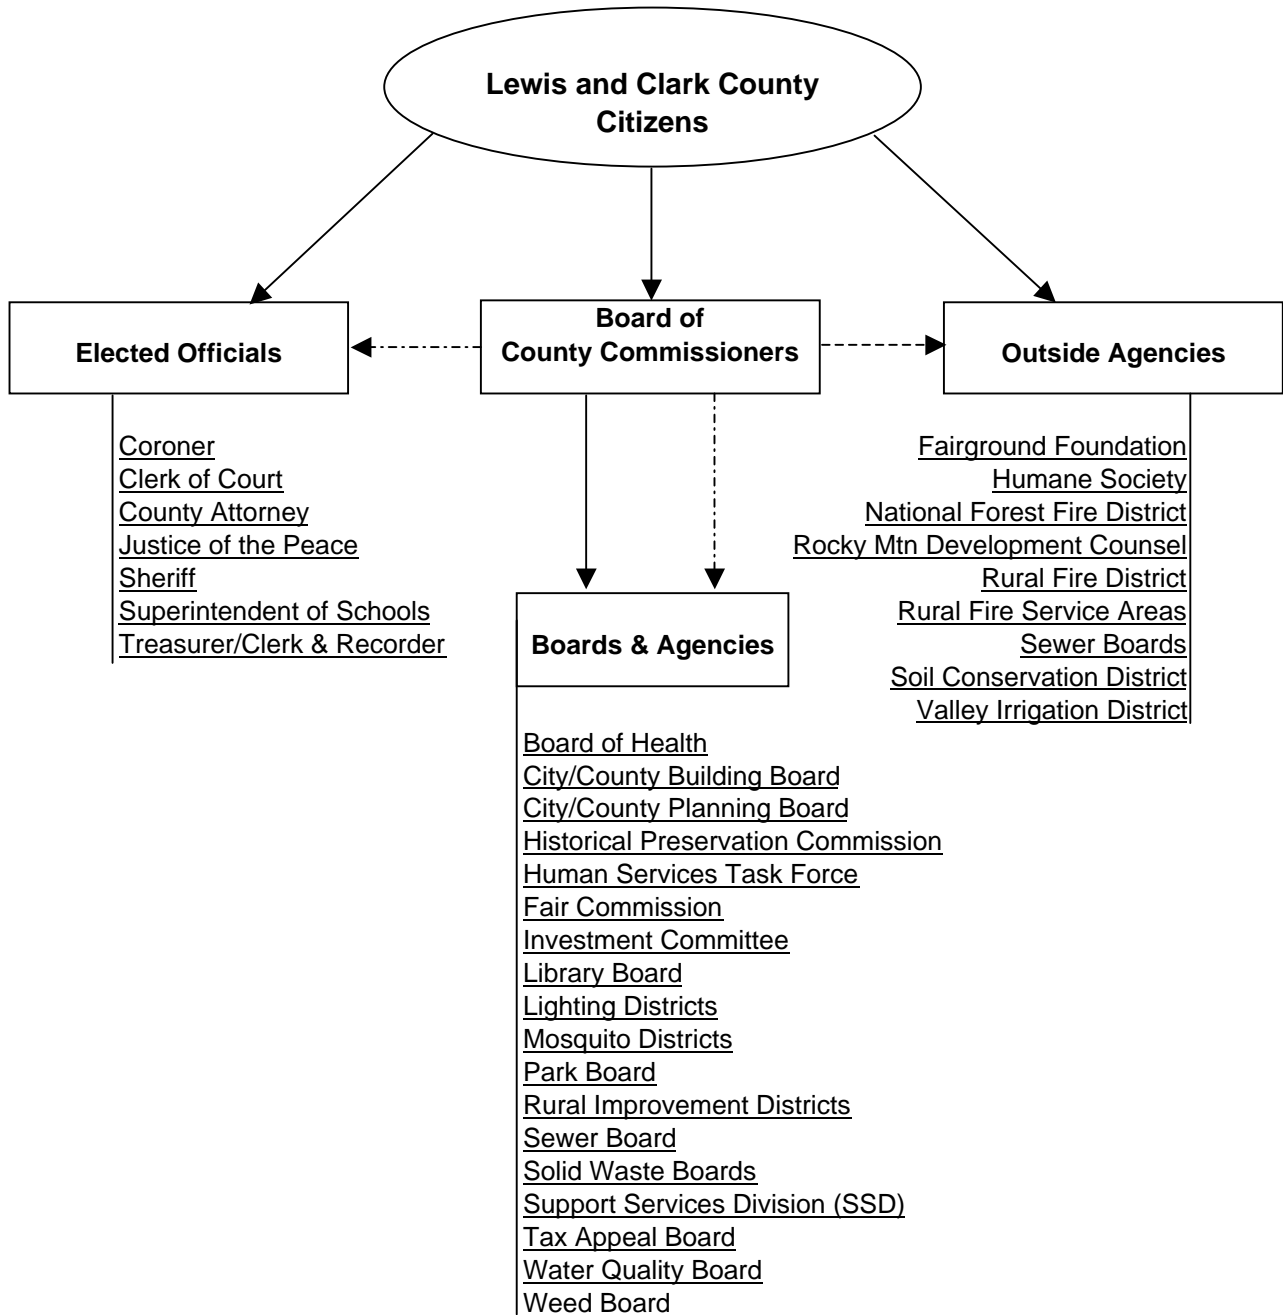 Lewis and Clark County
Citizens
Elected Officials
Board of
County Commissioners
Outside Agencies
Coroner
Clerk of Court
County Attorney
Justice of the Peace
Sheriff
Superintendent of Schools
Treasurer/Clerk & Recorder
Fairground Foundation
Humane Society
National Forest Fire District
Rocky Mtn Development Counsel
Rural Fire District
Rural Fire Service Areas
Sewer Boards
Soil Conservation District
Valley Irrigation District
Boards & Agencies
Board of Health
City/County Building Board
City/County Planning Board
Historical Preservation Commission
Human Services Task Force
Fair Commission
Investment Committee
Library Board
Lighting Districts
Mosquito Districts
Park Board
Rural Improvement Districts
Sewer Board
Solid Waste Boards
Support Services Division (SSD)
Tax Appeal Board
Water Quality Board
Weed Board